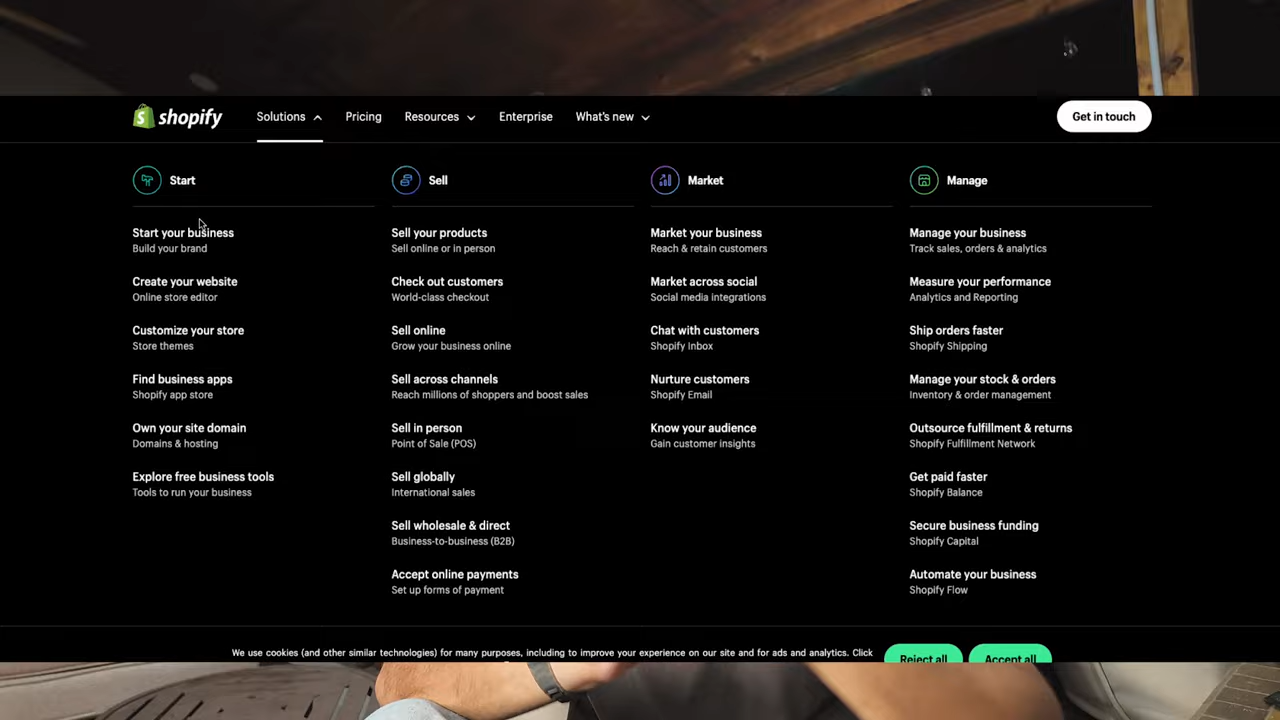 shopify
Solutions
Pricing
Resources
Enterprise
What's new
Get in touch
Start
Start your business
Build your brand
Create your website
Online store editor
Customize your store
Store themes
Find business apps
Shopify app store
Own your site domain
Domains & hosting
Explore free business tools
Tools to run your business
Sell
Sell your products
Sell online or in person
Check out customers
World-class checkout
Sell online
Grow your business online
Sell across channels
Reach millions of shoppers and boost sales
Sell in person
Point of Sale (POS)
Sell globally
International sales
Sell wholesale & direct
Business-to-business (B2B)
Accept online payments
Set up forms of payment
Market
Market your business
Reach & retain customers
Market across social
Social media integrations
Chat with customers
Shopify Inbox
Nurture customers
Shopify Email
Know your audience
Gain customer insights
Manage
Manage your business
Track sales, orders & analytics
Measure your performance
Analytics and Reporting
Ship orders faster
Shopify Shipping
Manage your stock & orders
Inventory & order management
Outsource fulfillment & returns
Shopify Fulfillment Network
Get paid faster
Shopify Balance
Secure business funding
Shopify Capital
Automate your business
Shopify Flow
We use cookies (and other similar technologies) for many purposes, including to improve your experience on our site and for ads and analytics. Click
Reject all
Accept all